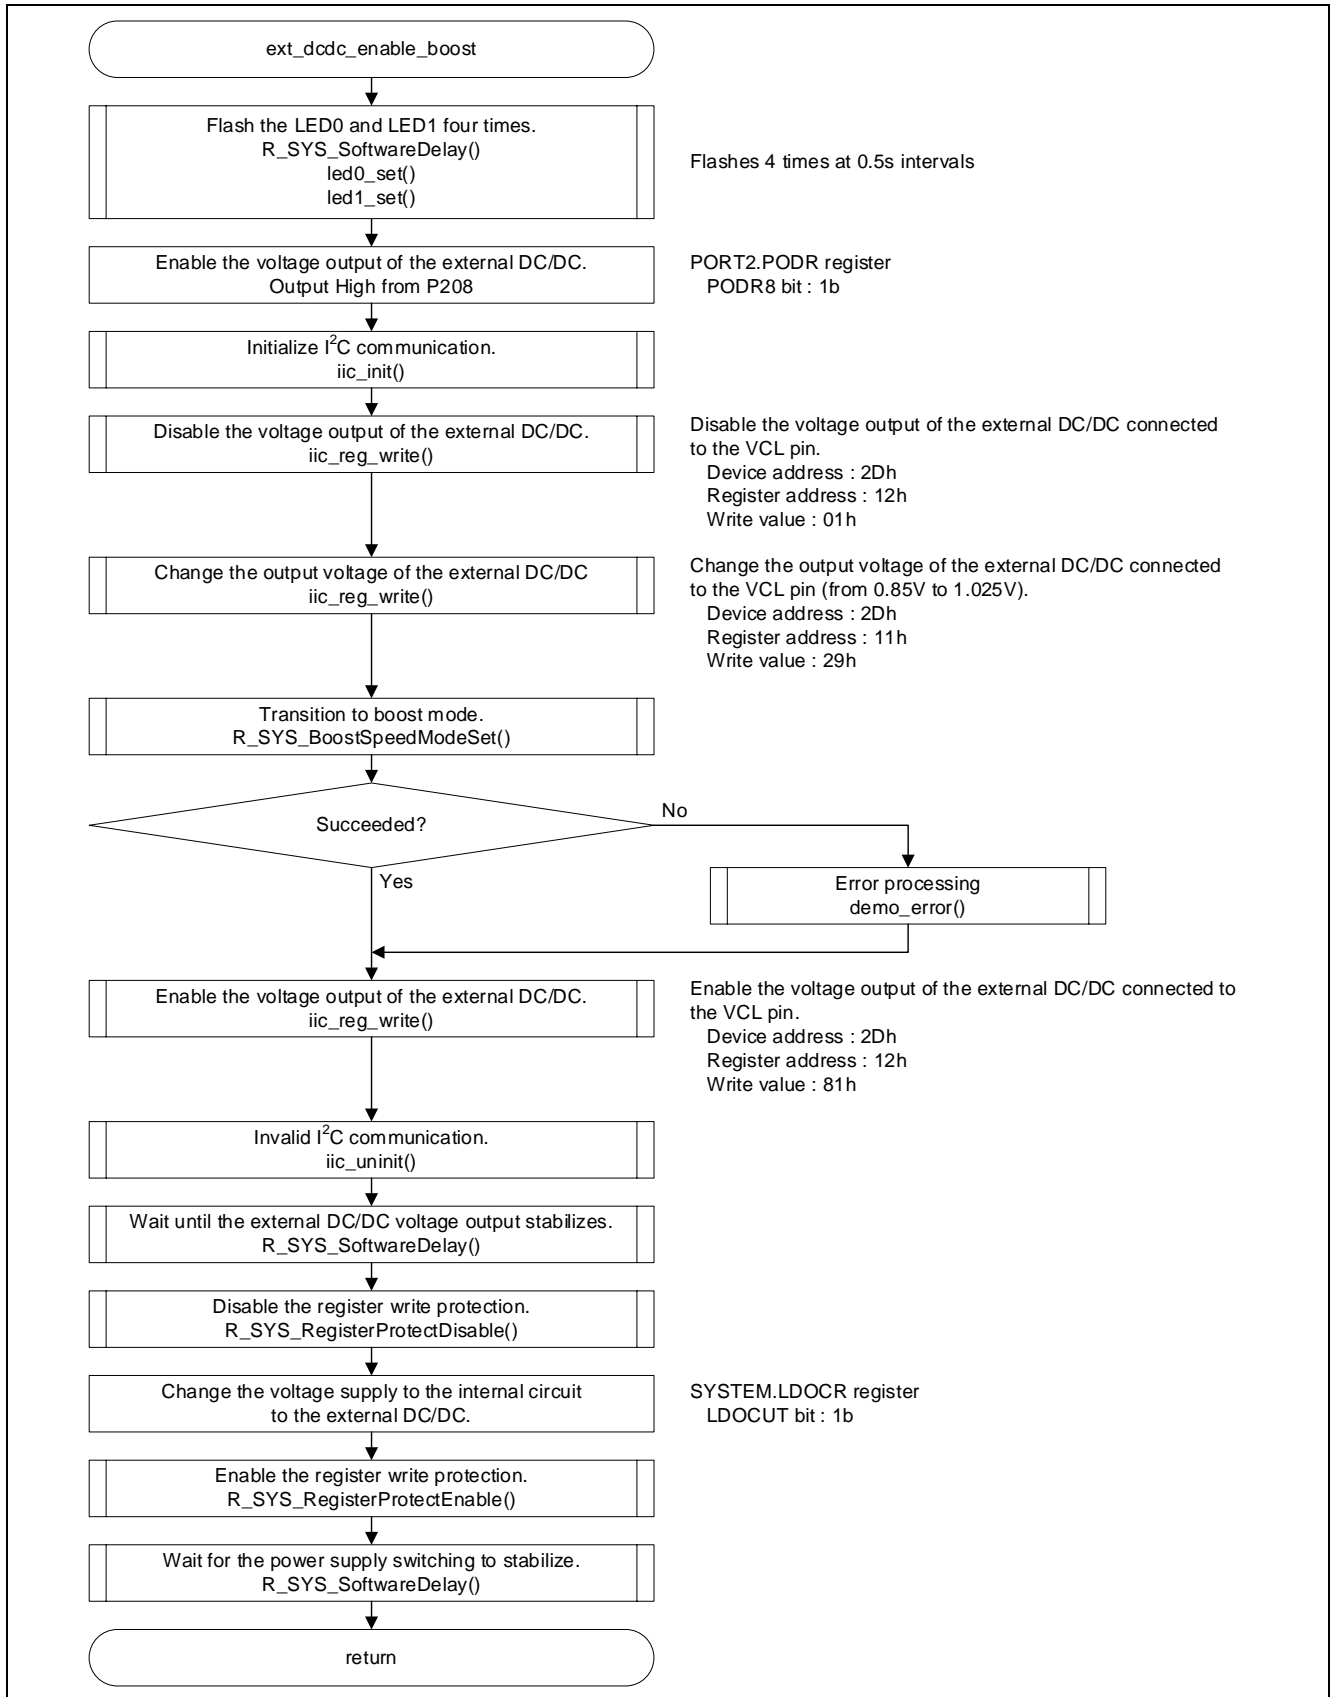 ext_dcdc_enable_boost
Flash the LED0 and LED1 four times.
R_SYS_SoftwareDelay()
led0_set()
led1_set()
Flashes 4 times at 0.5s intervals
Enable the voltage output of the external DC/DC.
Output High from P208
PORT2.PODR register
PODR8 bit : 1b
Initialize I²C communication.
iic_init()
Disable the voltage output of the external DC/DC.
iic_reg_write()
Disable the voltage output of the external DC/DC connected
to the VCL pin.
Device address : 2Dh
Register address : 12h
Write value : 01h
Change the output voltage of the external DC/DC
iic_reg_write()
Change the output voltage of the external DC/DC connected
to the VCL pin (from 0.85V to 1.025V).
Device address : 2Dh
Register address : 11h
Write value : 29h
Transition to boost mode.
R_SYS_BoostSpeedModeSet()
Succeeded?
No
Yes
Error processing
demo_error()
Enable the voltage output of the external DC/DC.
iic_reg_write()
Enable the voltage output of the external DC/DC connected to
the VCL pin.
Device address : 2Dh
Register address : 12h
Write value : 81h
Invalid I²C communication.
iic_uninit()
Wait until the external DC/DC voltage output stabilizes.
R_SYS_SoftwareDelay()
Disable the register write protection.
R_SYS_RegisterProtectDisable()
Change the voltage supply to the internal circuit
to the external DC/DC.
SYSTEM.LDOCR register
LDOCUT bit : 1b
Enable the register write protection.
R_SYS_RegisterProtectEnable()
Wait for the power supply switching to stabilize.
R_SYS_SoftwareDelay()
return